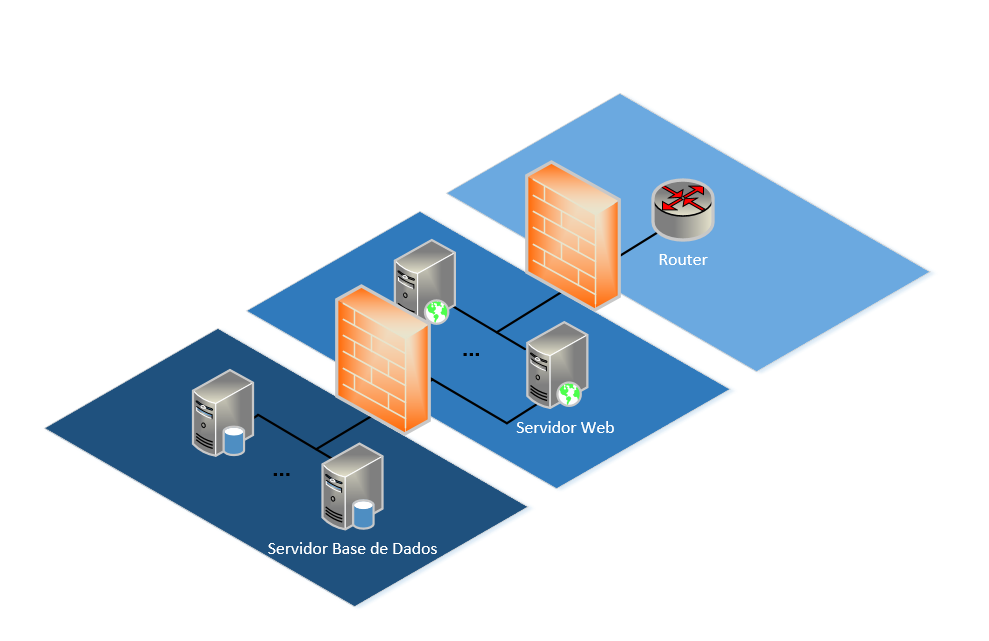 Router
...
Servidor Web
...
Servidor Base de Dados